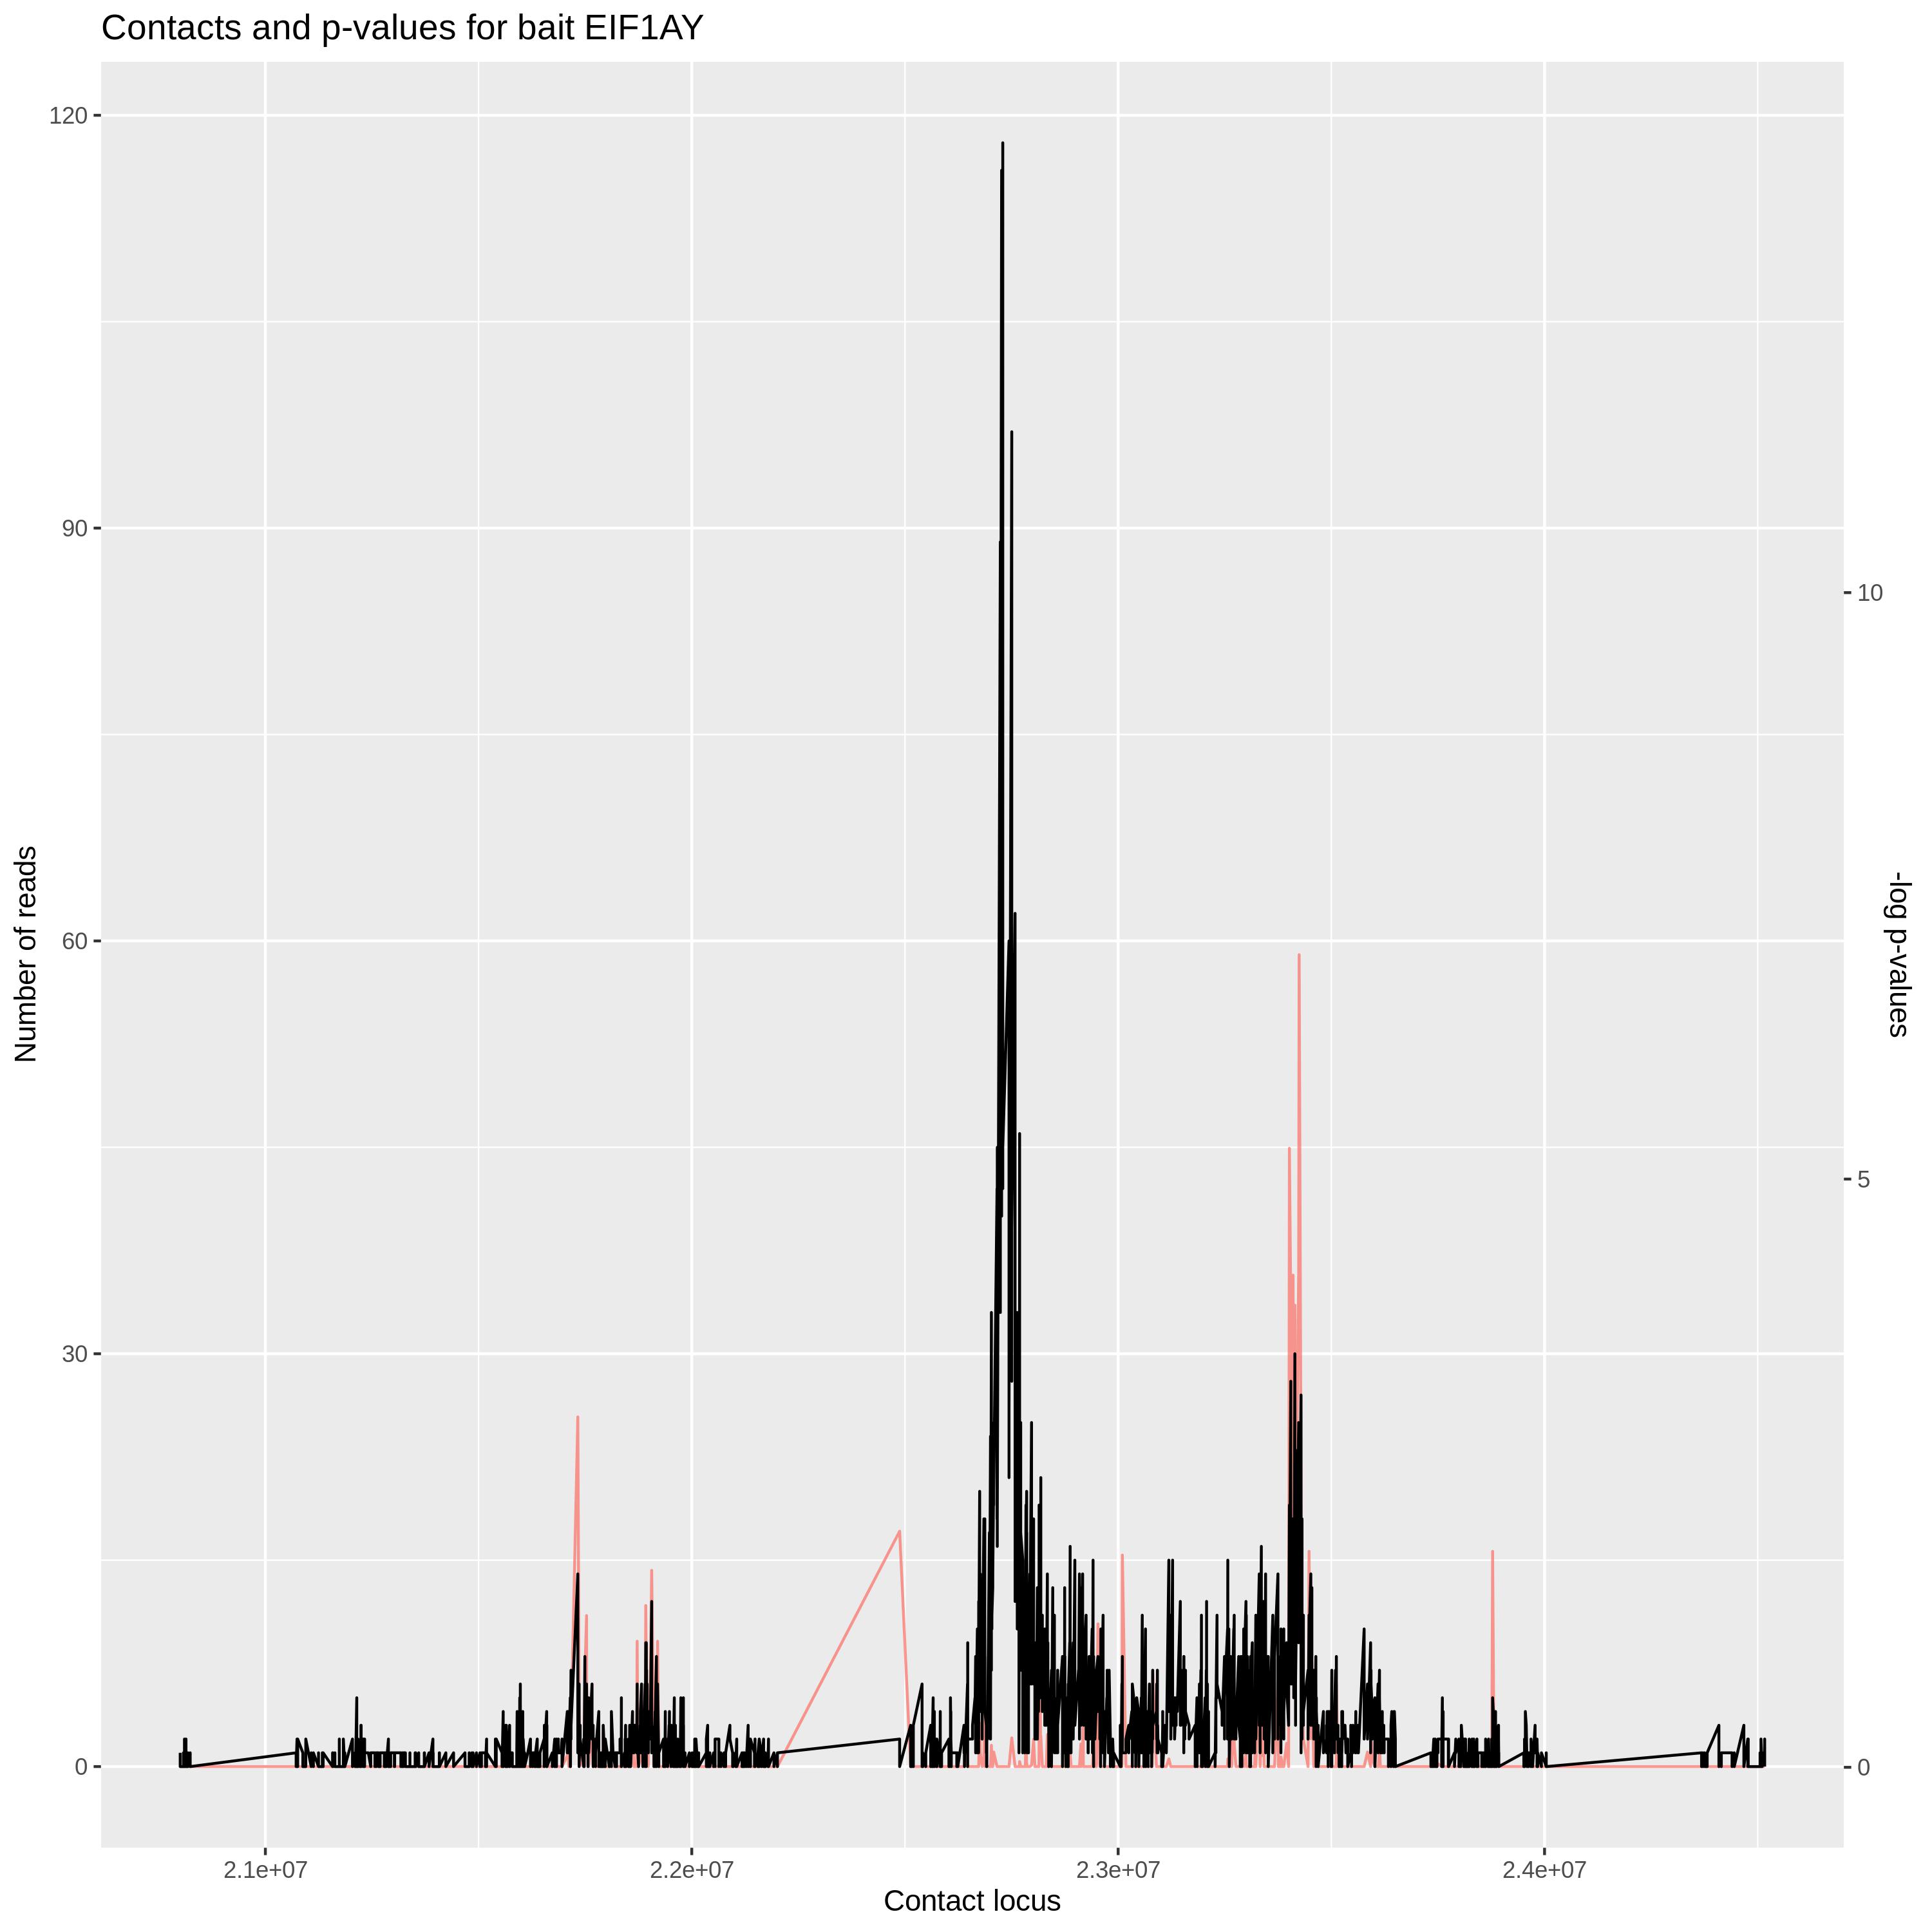 Contacts and p-values for bait EIF1AY
120
90
60
30
0
Number of reads
10
5
0
-log p-values
2.1e+07
2.2e+07
2.3e+07
2.4e+07
Contact locus